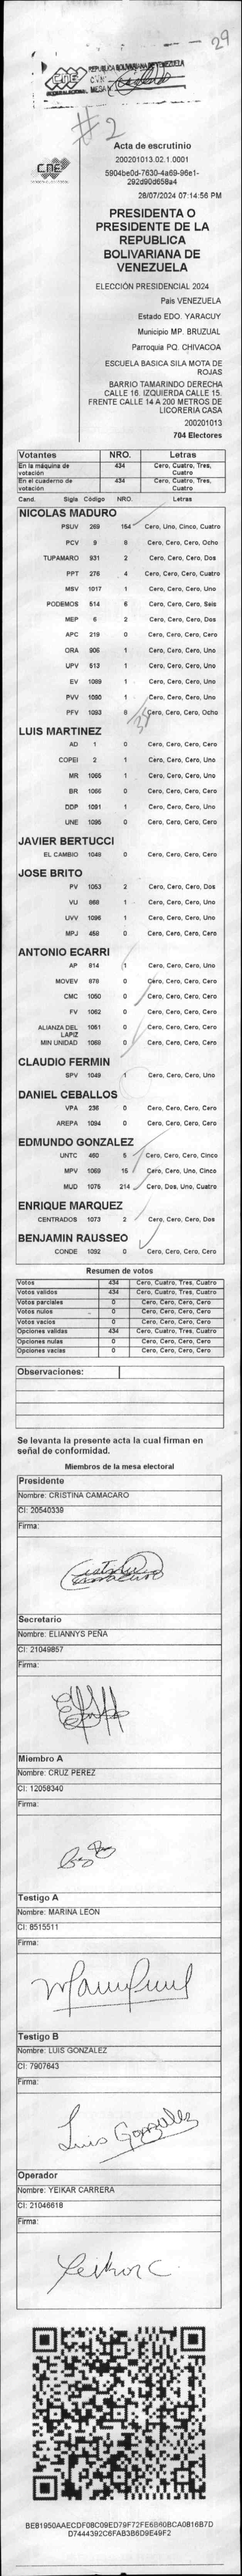 29
CNE
REPUBLICA BOLIVARIANA DE VENEZUELA
MESA
#2
CNE
Acta de escrutinio
200201013.02.1.0001
5904be0d-7630-4a69-96e1-
292d90d658a4
28/07/2024 07:14:56 PM
PRESIDENTA O
PRESIDENTE DE LA
REPUBLICA
BOLIVARIANA DE
VENEZUELA
ELECCIÓN PRESIDENCIAL 2024
País VENEZUELA
Estado EDO. YARACUY
Municipio MP. BRUZUAL
Parroquia PQ. CHIVACOA
ESCUELA BASICA SILA MOTA DE
ROJAS
BARRIO TAMARINDO DERECHA
CALLE 16. IZQUIERDA CALLE 15.
FRENTE CALLE 14 A 200 METROS DE
LICORERIA CASA
200201013
704 Electores
Votantes NRO. Letras
En la máquina de votación 434 Cero, Cuatro, Tres, Cuatro
En el cuaderno de votación 434 Cero, Cuatro, Tres, Cuatro
Cand. Sigla Código NRO. Letras
NICOLAS MADURO
PSUV 269 154 Cero, Uno, Cinco, Cuatro
PCV 9 8 Cero, Cero, Cero, Ocho
TUPAMARO 931 2 Cero, Cero, Cero, Dos
PPT 275 4 Cero, Cero, Cero, Cuatro
MSV 1017 1 Cero, Cero, Cero, Uno
PODEMOS 514 6 Cero, Cero, Cero, Seis
MEP 6 2 Cero, Cero, Cero, Dos
APC 219 0 Cero, Cero, Cero, Cero
ORA 906 1 Cero, Cero, Cero, Uno
UPV 513 1 Cero, Cero, Cero, Uno
EV 1089 1 Cero, Cero, Cero, Uno
PVV 1090 1 Cero, Cero, Cero, Uno
PFV 1093 8 Cero, Cero, Cero, Ocho
LUIS MARTINEZ
AD 1 0 Cero, Cero, Cero, Cero
COPEI 2 1 Cero, Cero, Cero, Uno
MR 1065 1 Cero, Cero, Cero, Uno
BR 1066 0 Cero, Cero, Cero, Cero
DDP 1091 1 Cero, Cero, Cero, Uno
UNE 1095 0 Cero, Cero, Cero, Cero
JAVIER BERTUCCI
EL CAMBIO 1048 0 Cero, Cero, Cero, Cero
JOSE BRITO
PV 1053 2 Cero, Cero, Cero, Dos
VU 868 1 Cero, Cero, Cero, Uno
UVV 1096 1 Cero, Cero, Cero, Uno
MPJ 458 0 Cero, Cero, Cero, Cero
ANTONIO ECARRI
AP 814 1 Cero, Cero, Cero, Uno
MOVEV 878 0 Cero, Cero, Cero, Cero
CMC 1050 0 Cero, Cero, Cero, Cero
FV 1052 0 Cero, Cero, Cero, Cero
ALIANZA DEL LAPIZ 1051 0 Cero, Cero, Cero, Cero
MIN UNIDAD 1068 0 Cero, Cero, Cero, Cero
CLAUDIO FERMIN
SPV 1049 1 Cero, Cero, Cero, Uno
DANIEL CEBALLOS
VPA 236 0 Cero, Cero, Cero, Cero
AREPA 1094 0 Cero, Cero, Cero, Cero
EDMUNDO GONZALEZ
UNTC 460 5 Cero, Cero, Cero, Cinco
MPV 1069 15 Cero, Cero, Uno, Cinco
MUD 1075 214 Cero, Dos, Uno, Cuatro
ENRIQUE MARQUEZ
CENTRADOS 1073 2 Cero, Cero, Cero, Dos
BENJAMIN RAUSSEO
CONDE 1092 0 Cero, Cero, Cero, Cero
Resumen de votos
Votos 434 Cero, Cuatro, Tres, Cuatro
Votos validos 434 Cero, Cuatro, Tres, Cuatro
Votos parciales 0 Cero, Cero, Cero, Cero
Votos nulos 0 Cero, Cero, Cero, Cero
Votos vacios 0 Cero, Cero, Cero, Cero
Opciones validas 434 Cero, Cuatro, Tres, Cuatro
Opciones nulas 0 Cero, Cero, Cero, Cero
Opciones vacias 0 Cero, Cero, Cero, Cero
Observaciones:
Se levanta la presente acta la cual firman en
señal de conformidad.
Miembros de la mesa electoral
Presidente
Nombre: CRISTINA CAMACARO
CI: 20540339
Firma:
Secretario
Nombre: ELIANNYS PEÑA
CI: 21049857
Firma:
Miembro A
Nombre: CRUZ PEREZ
CI: 12058340
Firma:
Testigo A
Nombre: MARINA LEON
CI: 8515511
Firma:
Testigo B
Nombre: LUIS GONZALEZ
CI: 7907643
Firma:
Luis Gonzalez
Operador
Nombre: YEIKAR CARRERA
CI: 21046618
Firma:
Yeikar C.
BE81950AAECDF08C09ED79F72FE6B60BCA0816B7D
D7444392C6FAB3B6D9E49F2